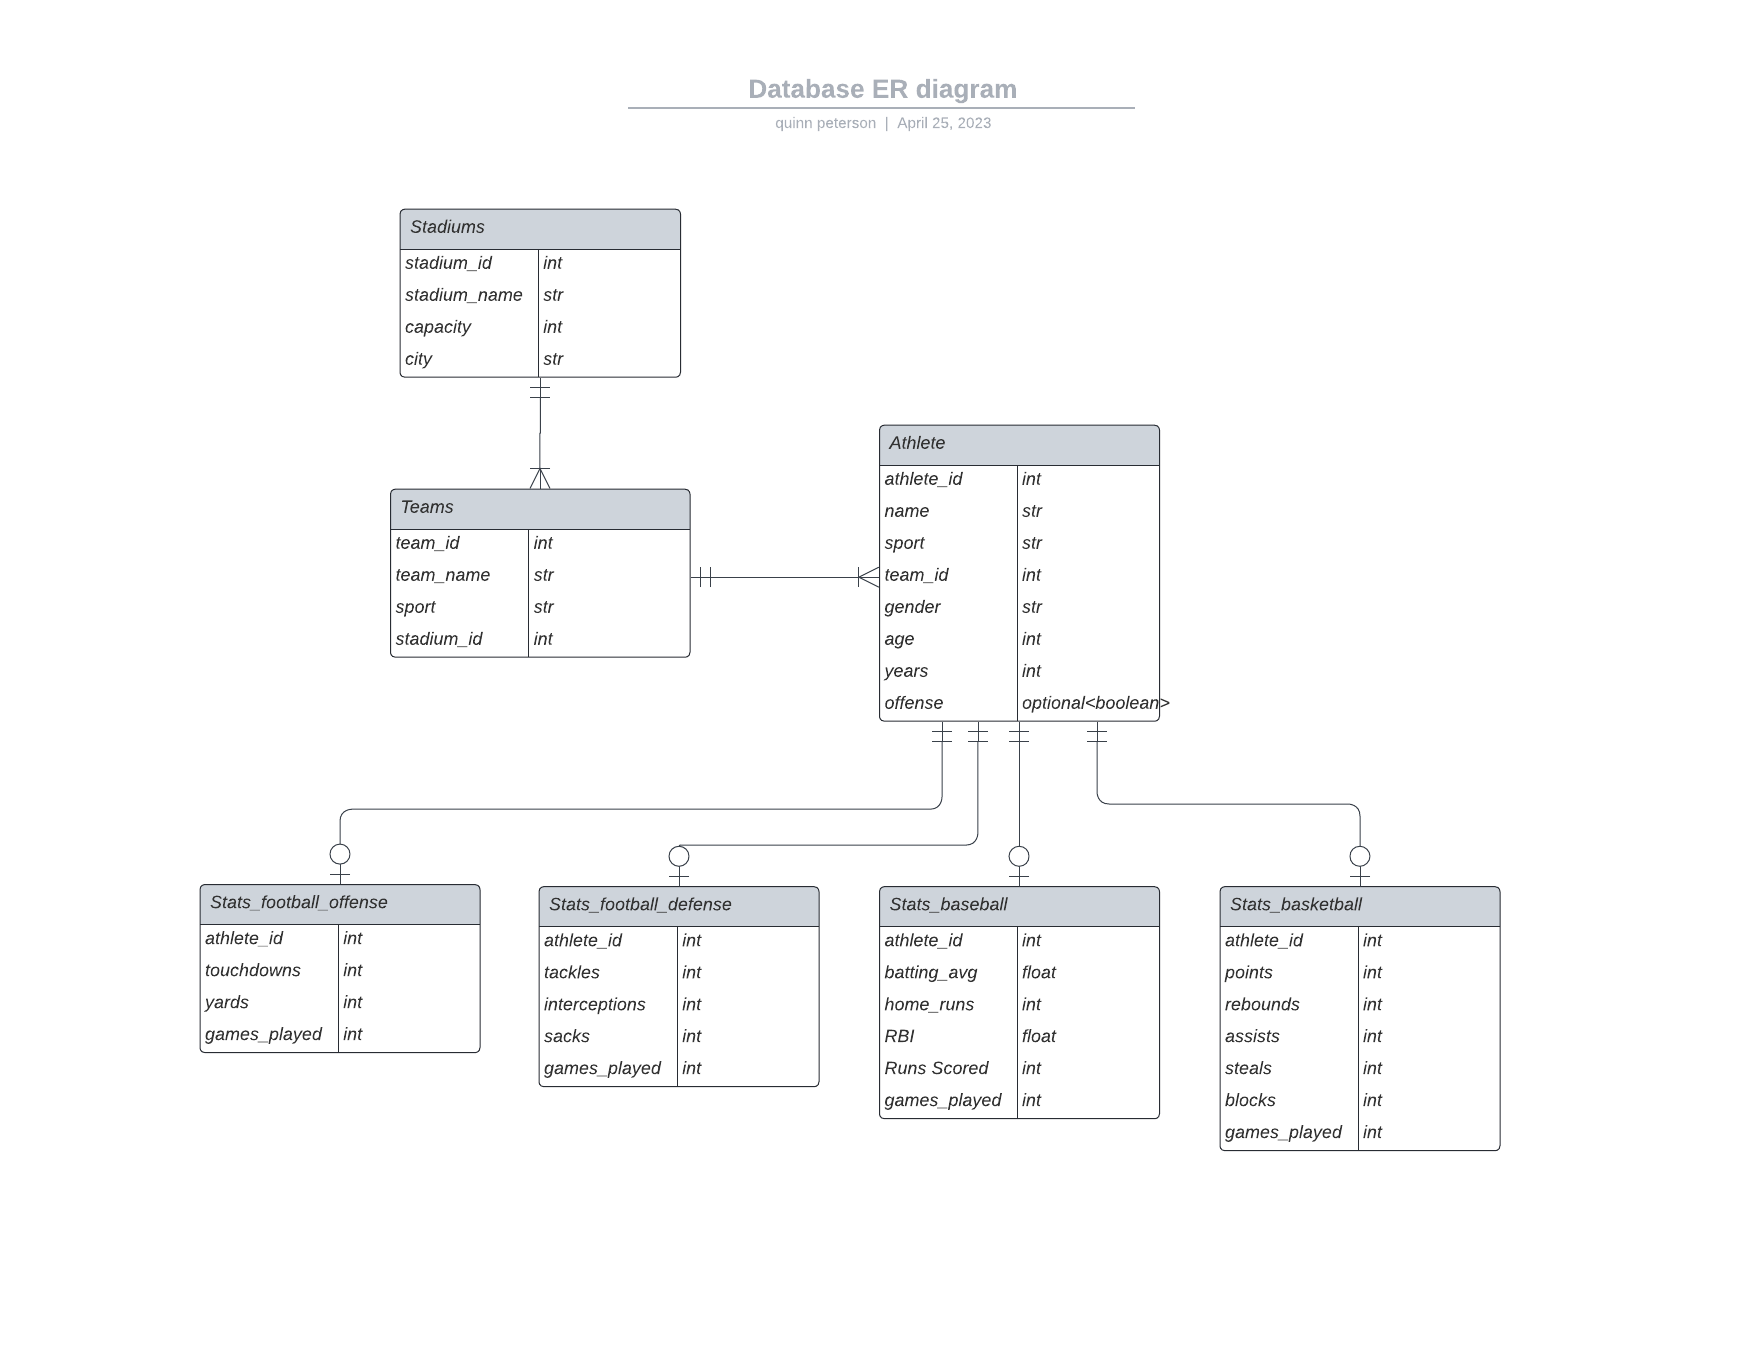 Database ER diagram
quinn peterson | April 25, 2023
Stadiums
stadium_id int
stadium_name str
capacity int
city str
Teams
team_id int
team_name str
sport str
stadium_id int
Athlete
athlete_id int
name str
sport str
team_id int
gender str
age int
years int
offense optional<boolean>
Stats_football_offense
athlete_id int
touchdowns int
yards int
games_played int
Stats_football_defense
athlete_id int
tackles int
interceptions int
sacks int
games_played int
Stats_baseball
athlete_id int
batting_avg float
home_runs int
RBI float
Runs Scored int
games_played int
Stats_basketball
athlete_id int
points int
rebounds int
assists int
steals int
blocks int
games_played int